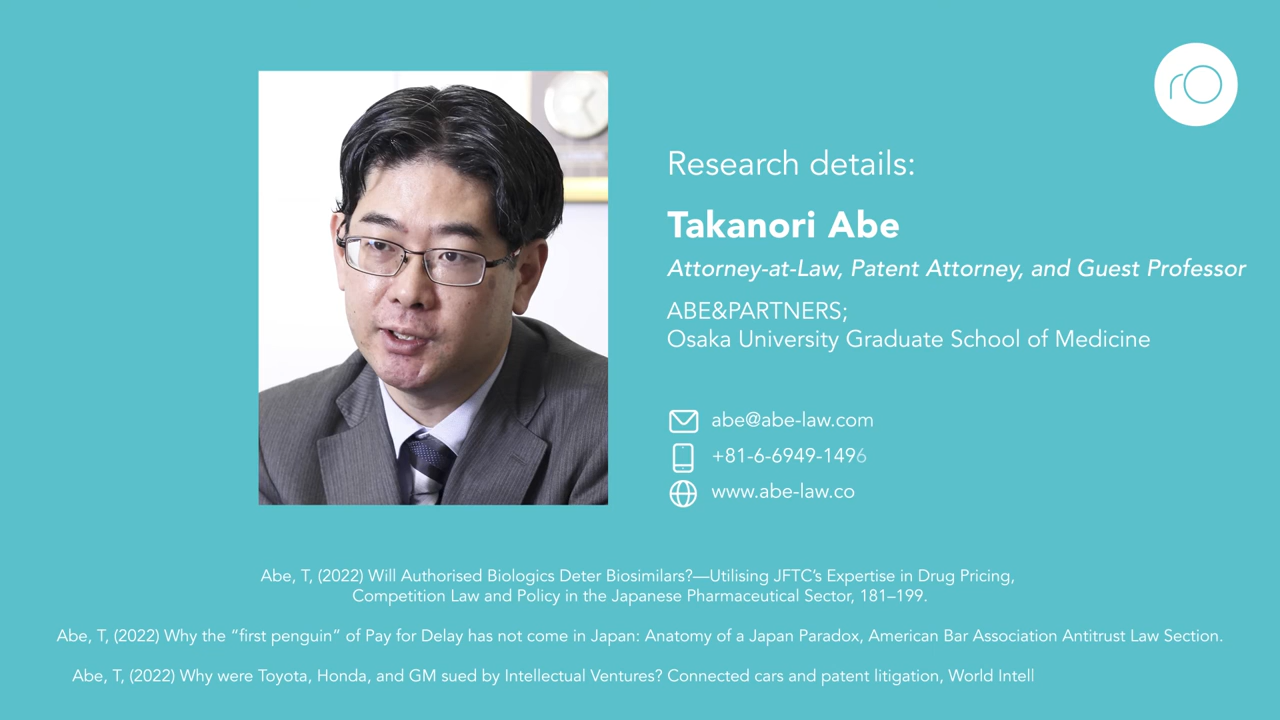 rO
Research details:
Takanori Abe
Attorney-at-Law, Patent Attorney, and Guest Professor
ABE&PARTNERS;
Osaka University Graduate School of Medicine
abe@abe-law.com
+81-6-6949-1496
www.abe-law.co
Abe, T, (2022) Will Authorised Biologics Deter Biosimilars?—Utilising JFTC’s Expertise in Drug Pricing,
Competition Law and Policy in the Japanese Pharmaceutical Sector, 181–199.
Abe, T, (2022) Why the “first penguin” of Pay for Delay has not come in Japan: Anatomy of a Japan Paradox, American Bar Association Antitrust Law Section.
Abe, T, (2022) Why were Toyota, Honda, and GM sued by Intellectual Ventures? Connected cars and patent litigation, World Intell